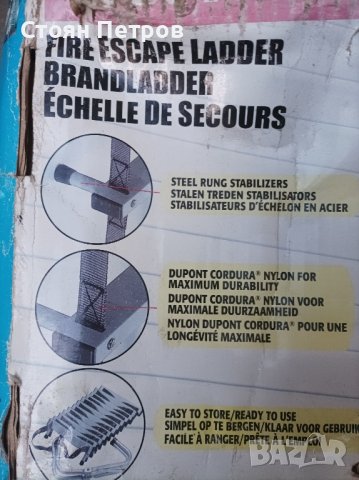 Стоян Петров
FIRE ESCAPE LADDER
BRANDLADDER
ÉCHELLE DE SECOURS
STEEL RUNG STABILIZERS
STALEN TREDEN STABILISATORS
STABILISATEURS D'ÉCHELON EN ACIER
DUPONT CORDURA® NYLON FOR
MAXIMUM DURABILITY
DUPONT CORDURA® NYLON VOOR
MAXIMALE DUURZAAMHEID
NYLON DUPONT CORDURA® POUR UNE
LONGÉVITÉ MAXIMALE
EASY TO STORE/READY TO USE
SIMPEL OP TE BERGEN/KLAAR VOOR GEBRUIK
FACILE À RANGER/PRÊTE À L'EMPLOI
bazar